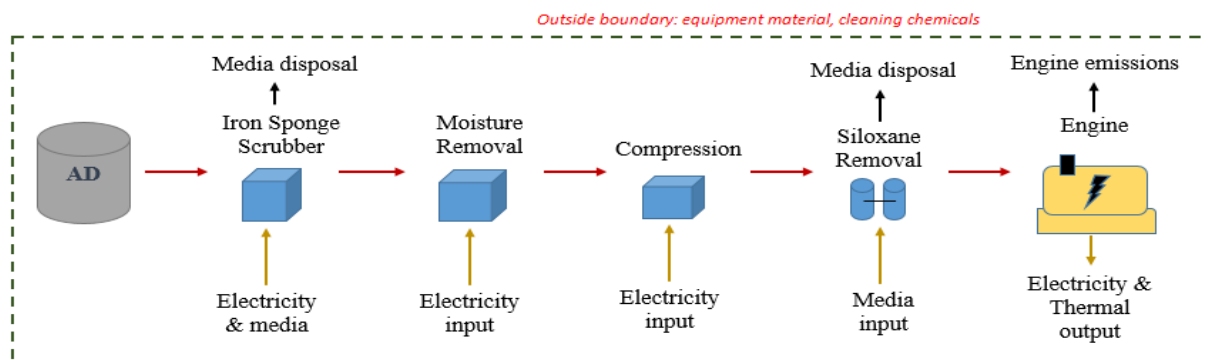 Outside boundary: equipment material, cleaning chemicals
Media disposal
Media disposal
Engine emissions
Iron Sponge
Scrubber
Moisture
Removal
Compression
Siloxane
Removal
Engine
AD
Electricity
& media
Electricity
input
Electricity
input
Media
input
Electricity &
Thermal
output